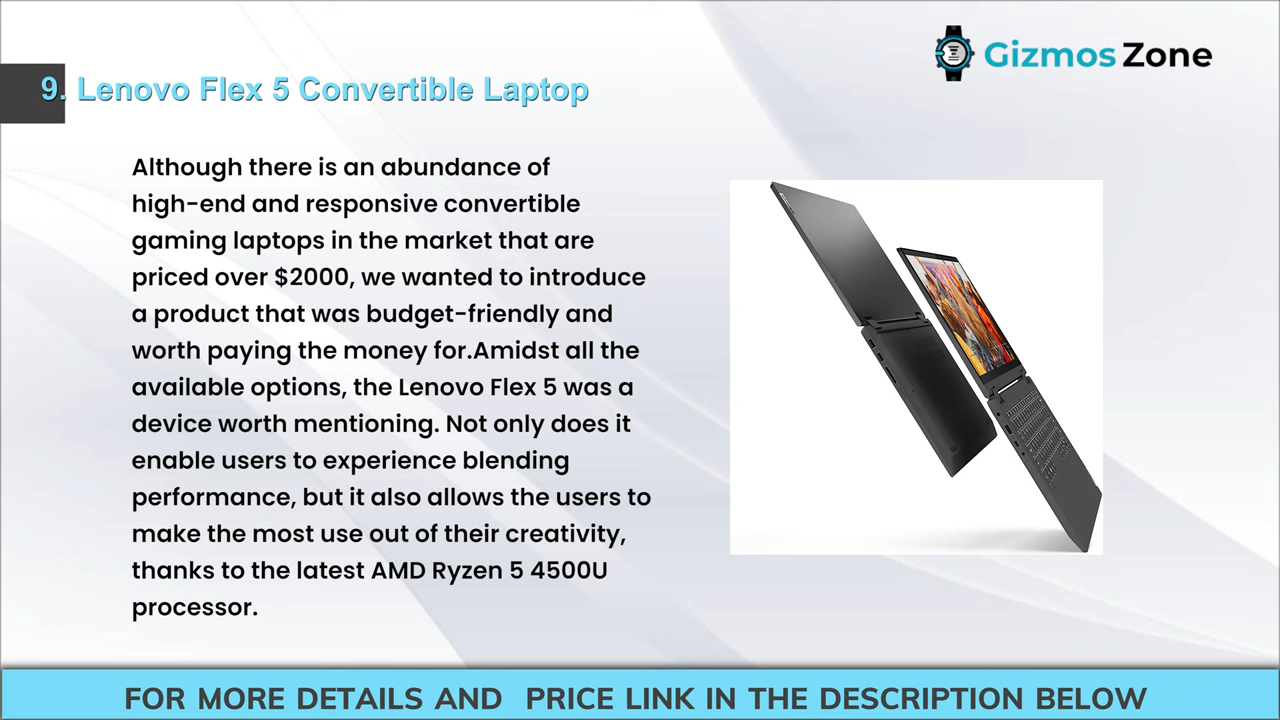 Gizmos Zone
9. Lenovo Flex 5 Convertible Laptop
Although there is an abundance of
high-end and responsive convertible
gaming laptops in the market that are
priced over $2000, we wanted to introduce
a product that was budget-friendly and
worth paying the money for.Amidst all the
available options, the Lenovo Flex 5 was a
device worth mentioning. Not only does it
enable users to experience blending
performance, but it also allows the users to
make the most use out of their creativity,
thanks to the latest AMD Ryzen 5 4500U
processor.
FOR MORE DETAILS AND  PRICE LINK IN THE DESCRIPTION BELOW